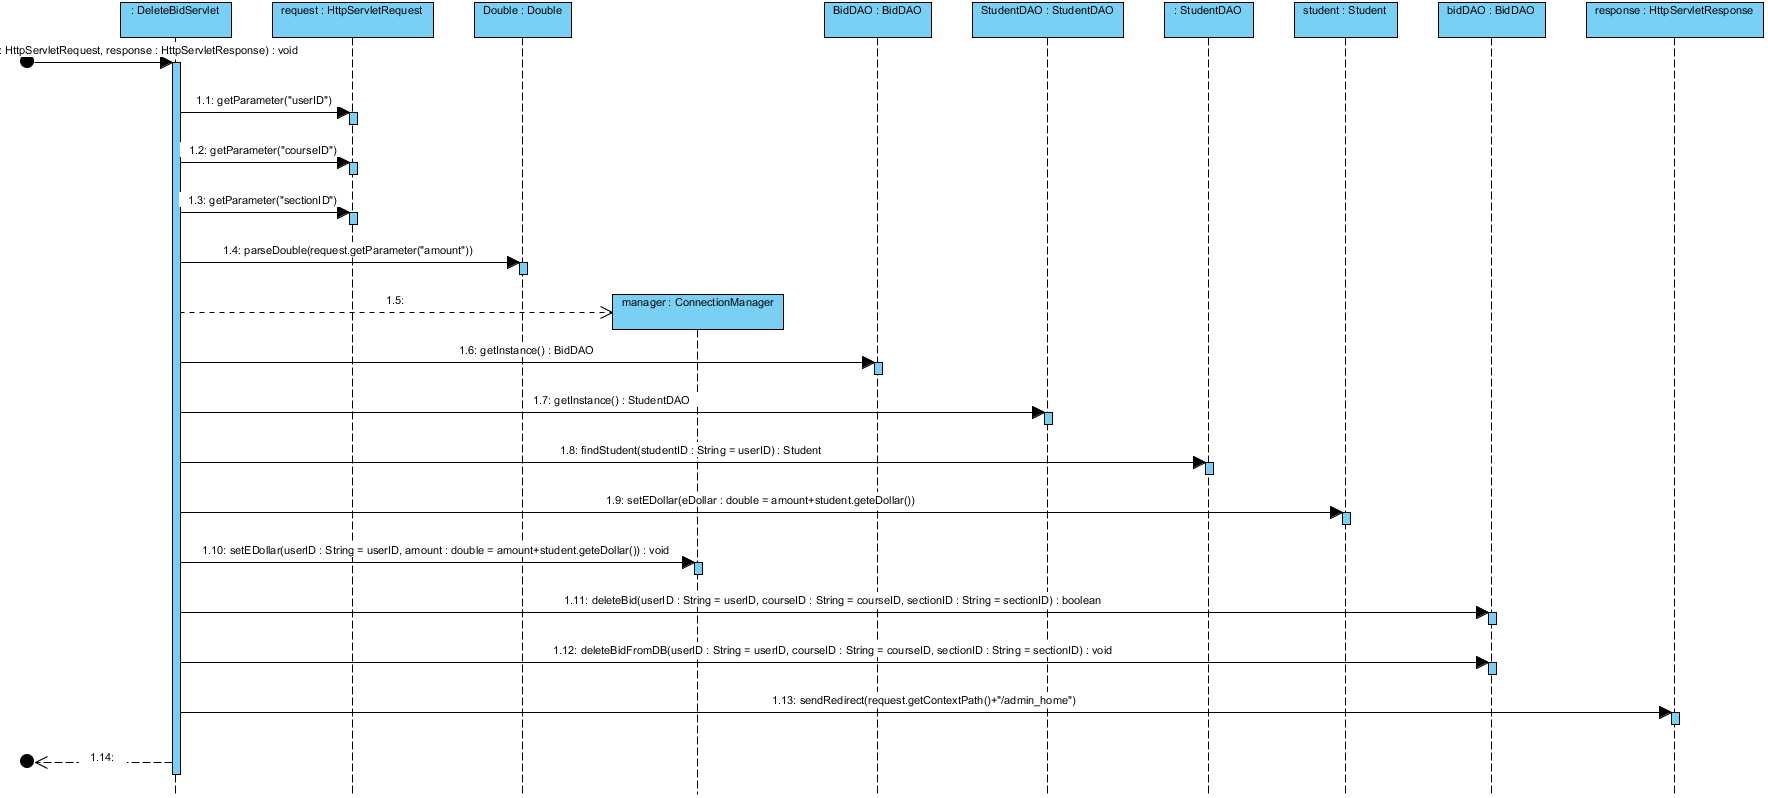 : DeleteBidServlet
request : HttpServletRequest
Double : Double
BidDAO : BidDAO
StudentDAO : StudentDAO
: StudentDAO
student : Student
bidDAO : BidDAO
response : HttpServletResponse
: HttpServletRequest, response : HttpServletResponse) : void
1.1: getParameter("userID")
1.2: getParameter("courseID")
1.3: getParameter("sectionID")
1.4: parseDouble(request.getParameter("amount"))
1.5:
manager : ConnectionManager
1.6: getInstance() : BidDAO
1.7: getInstance() : StudentDAO
1.8: findStudent(studentID : String = userID) : Student
1.9: setEDollar(eDollar : double = amount+student.geteDollar())
1.10: setEDollar(userID : String = userID, amount : double = amount+student.geteDollar()) : void
1.11: deleteBid(userID : String = userID, courseID : String = courseID, sectionID : String = sectionID) : boolean
1.12: deleteBidFromDB(userID : String = userID, courseID : String = courseID, sectionID : String = sectionID) : void
1.13: sendRedirect(request.getContextPath()+"/admin_home")
1.14: